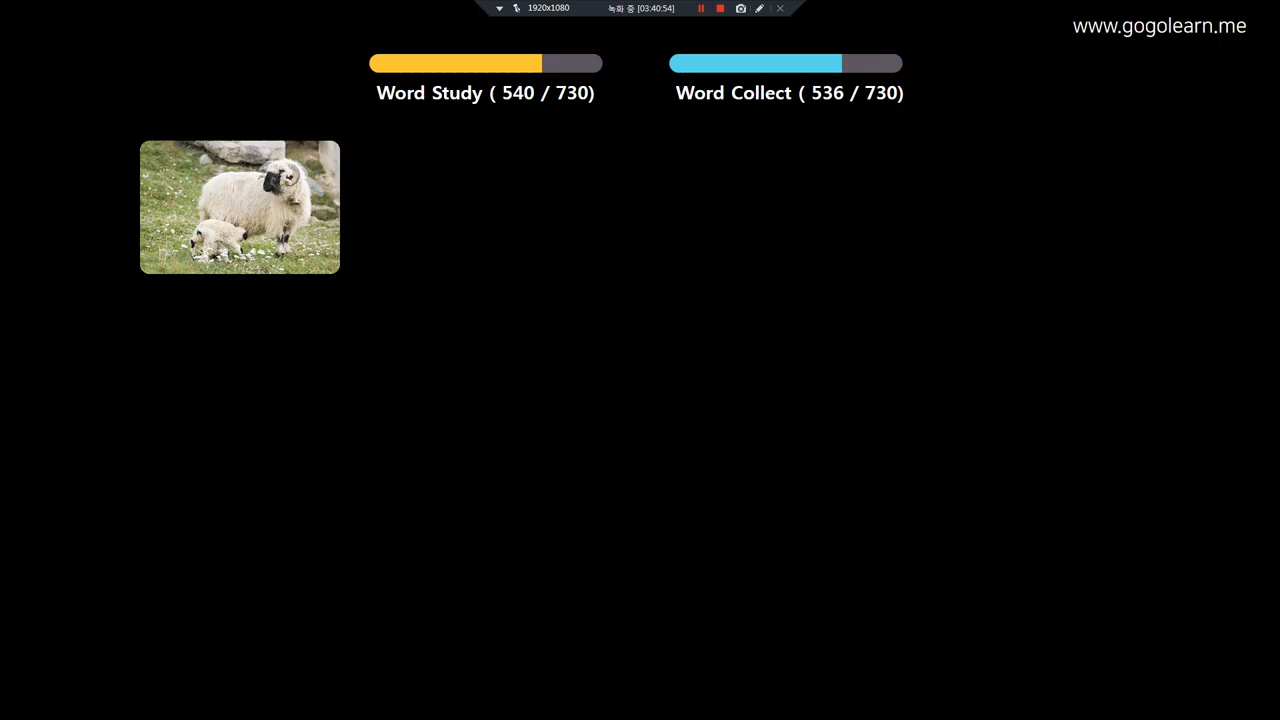 1920x1080 녹화 중 [03:40:54]
www.gogolearn.me
Word Study ( 540 / 730) Word Collect ( 536 / 730)